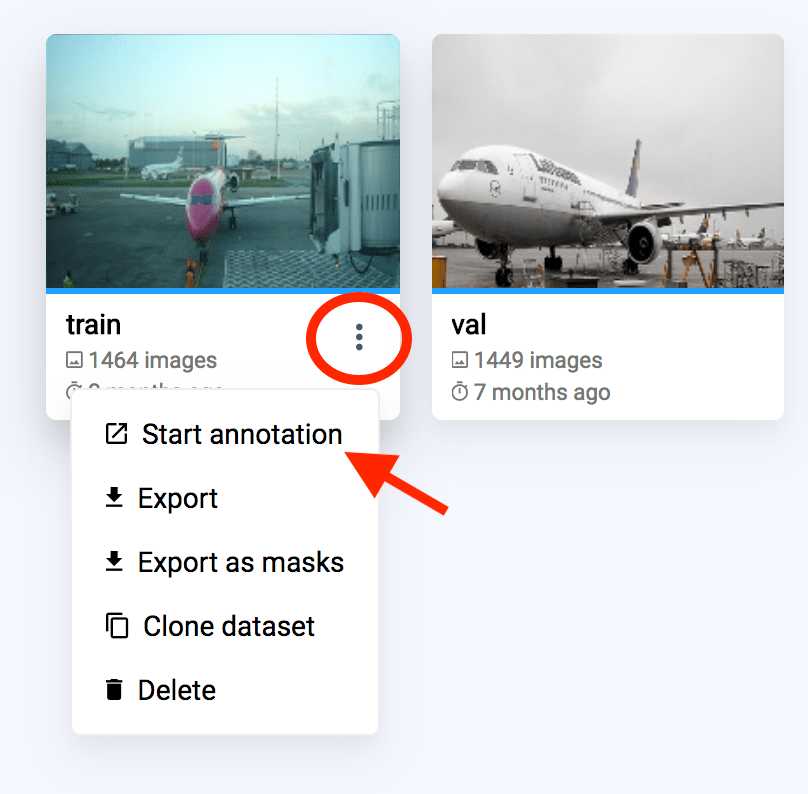 train
1464 images
months ago
Start annotation
Export
Export as masks
Clone dataset
Delete
val
1449 images
7 months ago